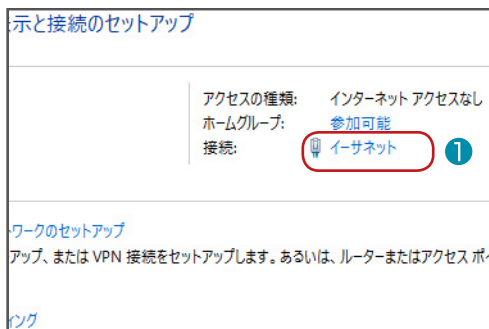 示と接続のセットアップ
アクセスの種類: インターネット アクセスなし
ホームグループ: 参加可能
接続: イーサネット ❶
ワークのセットアップ
アップ、または VPN 接続をセットアップします。あるいは、ルーターまたはアクセス ポイ
ィング